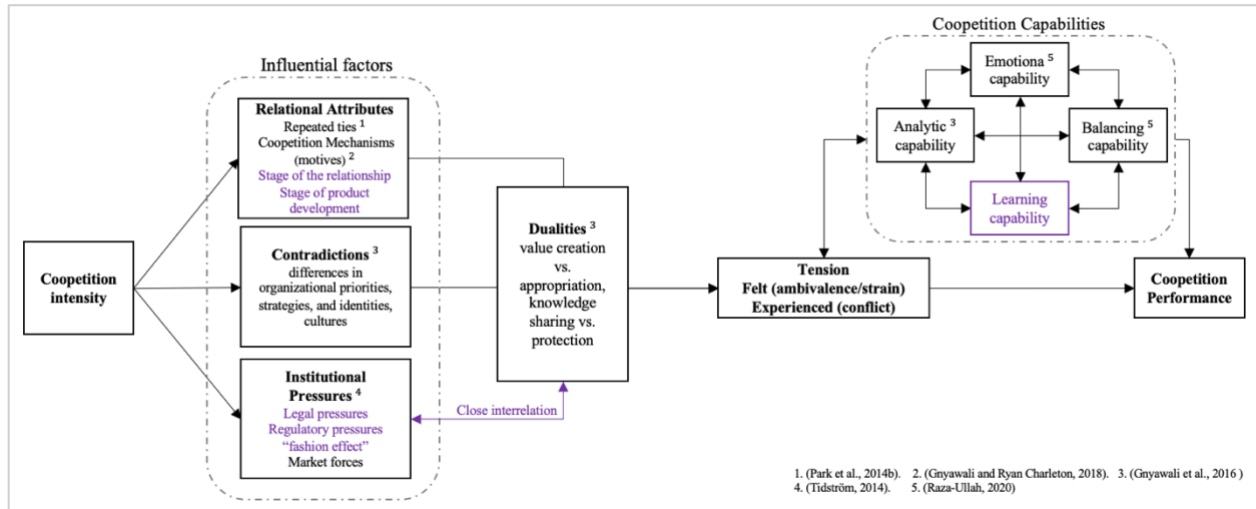 Coopetition Capabilities
Influential factors
Emotiona 5
capability
Analytic 3
capability
Balancing 5
capability
Learning
capability
Relational Attributes
Repeated ties 1
Coopetition Mechanisms
(motives) 2
Stage of the relationship
Stage of product
development
Coopetition
intensity
Contradictions 3
differences in
organizational priorities,
strategies, and identities,
cultures
Institutional
Pressures 4
Legal pressures
Regulatory pressures
“fashion effect”
Market forces
Dualities 3
value creation
vs.
appropriation,
knowledge
sharing vs.
protection
Close interrelation
Tension
Felt (ambivalence/strain)
Experienced (conflict)
Coopetition
Performance
1. (Park et al., 2014b). 2. (Gnyawali and Ryan Charleton, 2018). 3. (Gnyawali et al., 2016 )
4. (Tidström, 2014). 5. (Raza-Ullah, 2020)